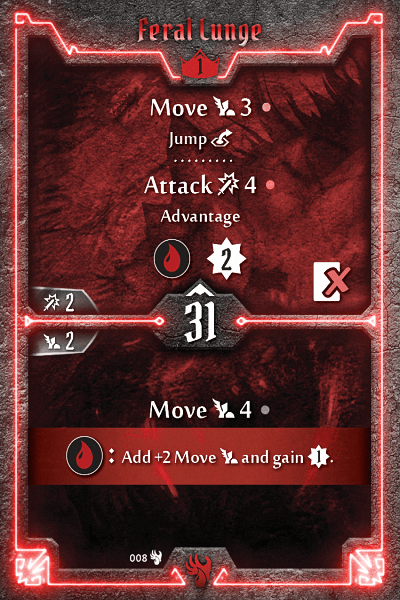 Feral Lunge
1
Move 3
Jump
Attack 4
Advantage
2
2
31
2
Move 4
: Add +2 Move and gain 1.
008